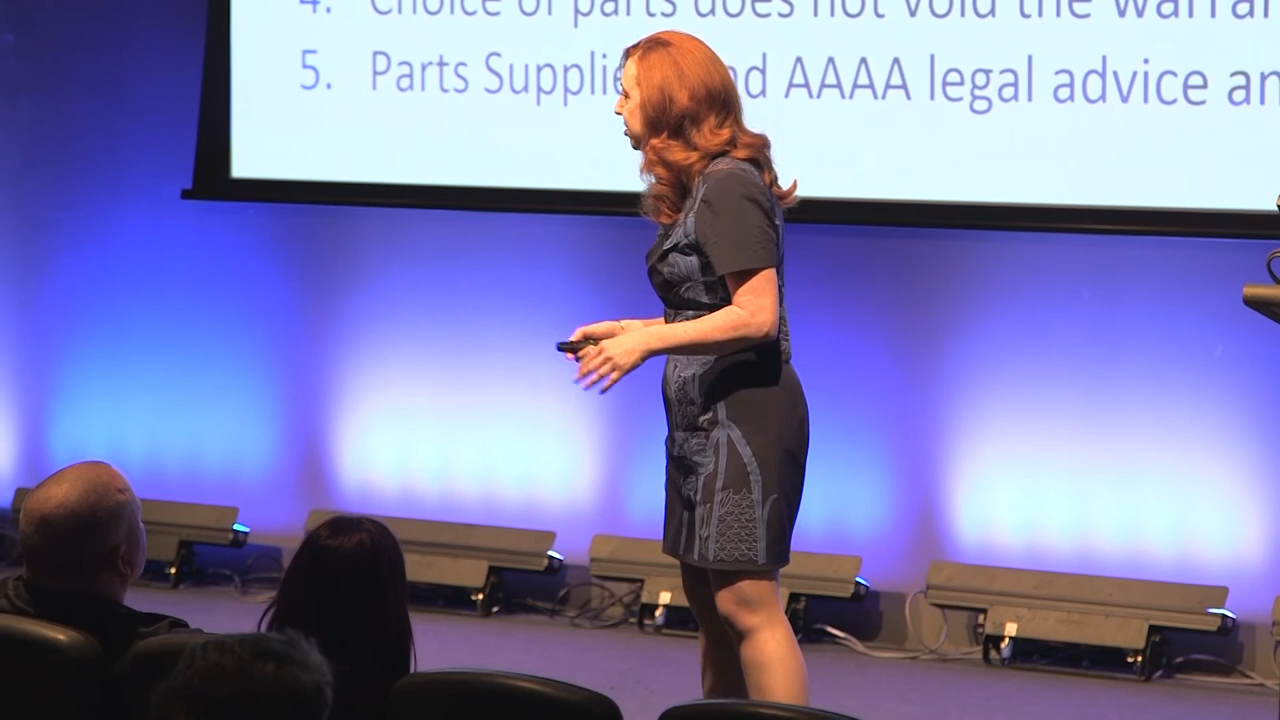 4. Choice of parts does not void the
5. Parts AAAA legal advice